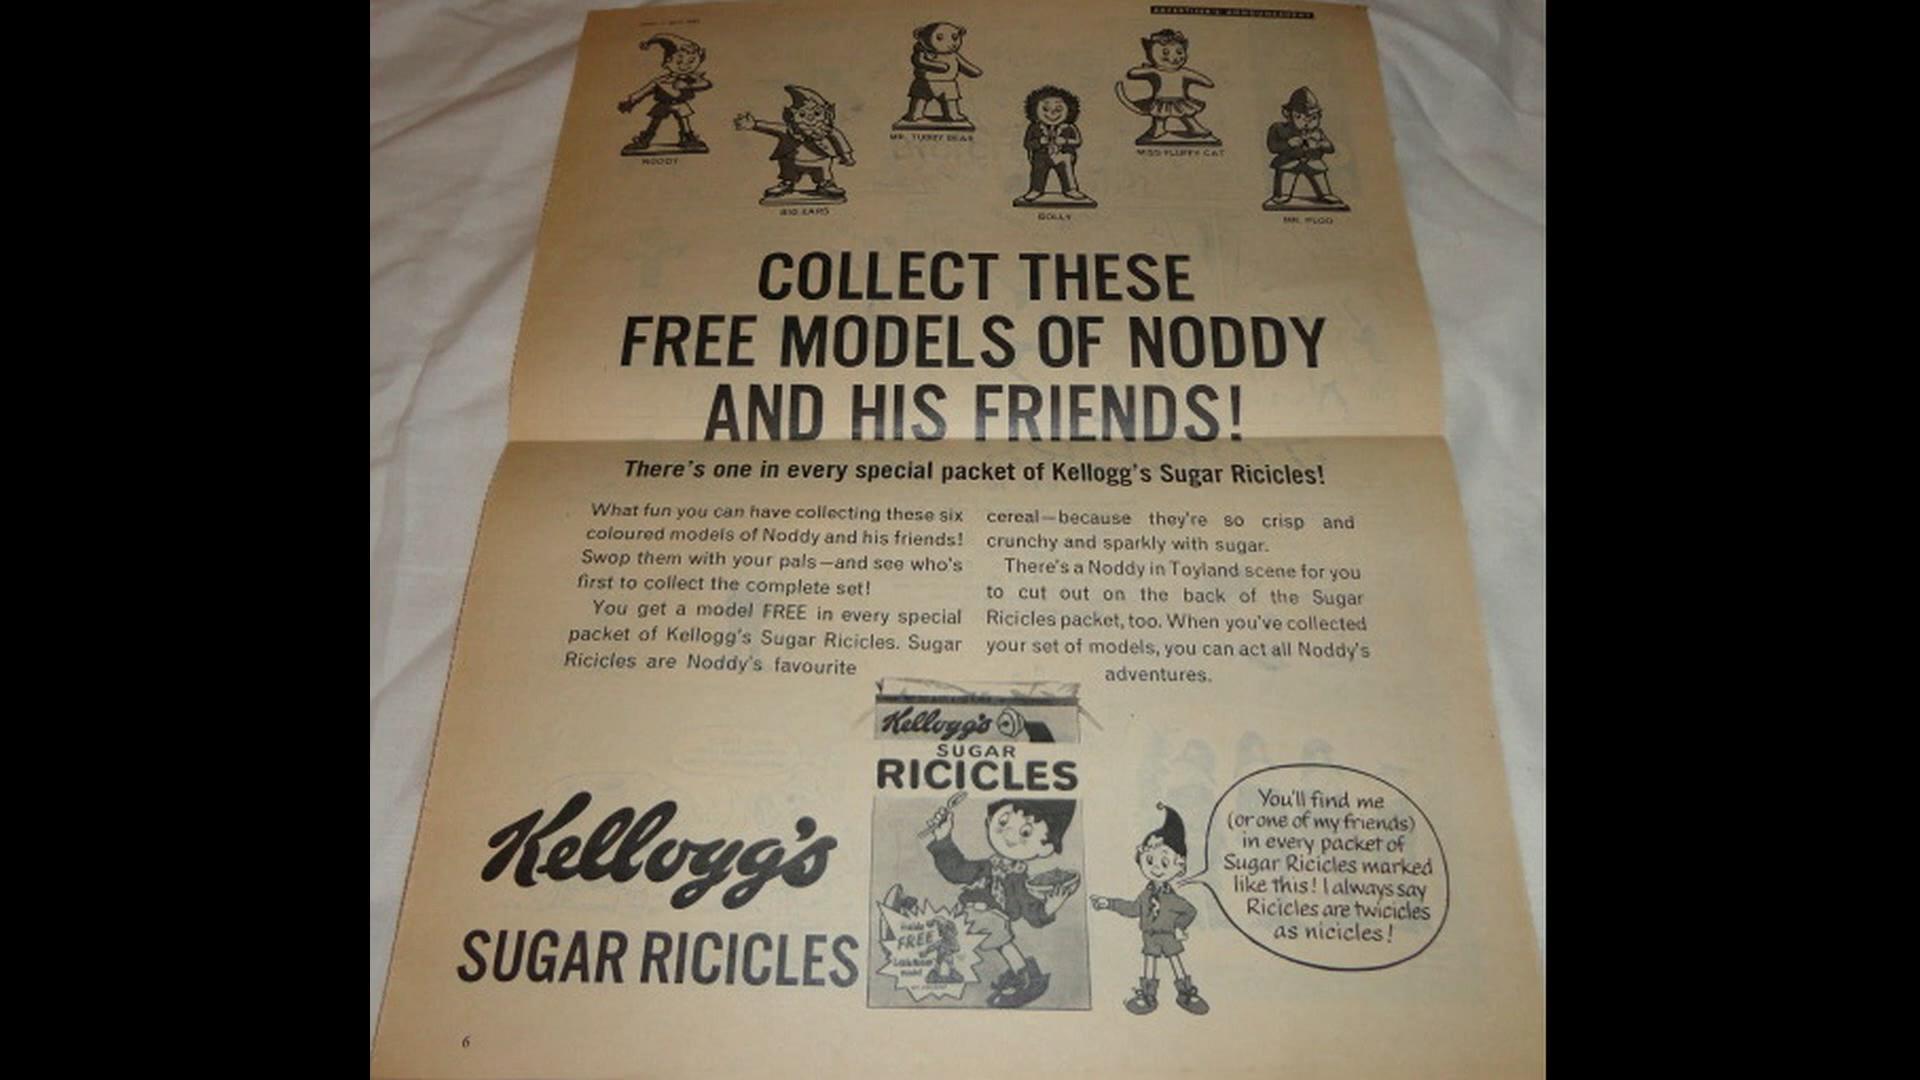 ADVERTISER'S ANNOUNCEMENT
NODDY
BIG EARS
MR. TUBBY BEAR
GOLLY
MISS FLUFFY CAT
MR. PLOD
COLLECT THESE
FREE MODELS OF NODDY
AND HIS FRIENDS!
There's one in every special packet of Kellogg's Sugar Ricicles!
What fun you can have collecting these six
coloured models of Noddy and his friends!
Swop them with your pals—and see who's
first to collect the complete set!
You get a model FREE in every special
packet of Kellogg's Sugar Ricicles. Sugar
Ricicles are Noddy's favourite
cereal—because they're so crisp and
crunchy and sparkly with sugar.
There's a Noddy in Toyland scene for you
to cut out on the back of the Sugar
Ricicles packet, too. When you've collected
your set of models, you can act all Noddy's
adventures.
Kellogg's
SUGAR
RICICLES
Inside
FREE
model
Kellogg's
SUGAR RICICLES
You'll find me
(or one of my friends)
in every packet of
Sugar Ricicles marked
like this! I always say
Ricicles are twicicles
as nicicles!
6